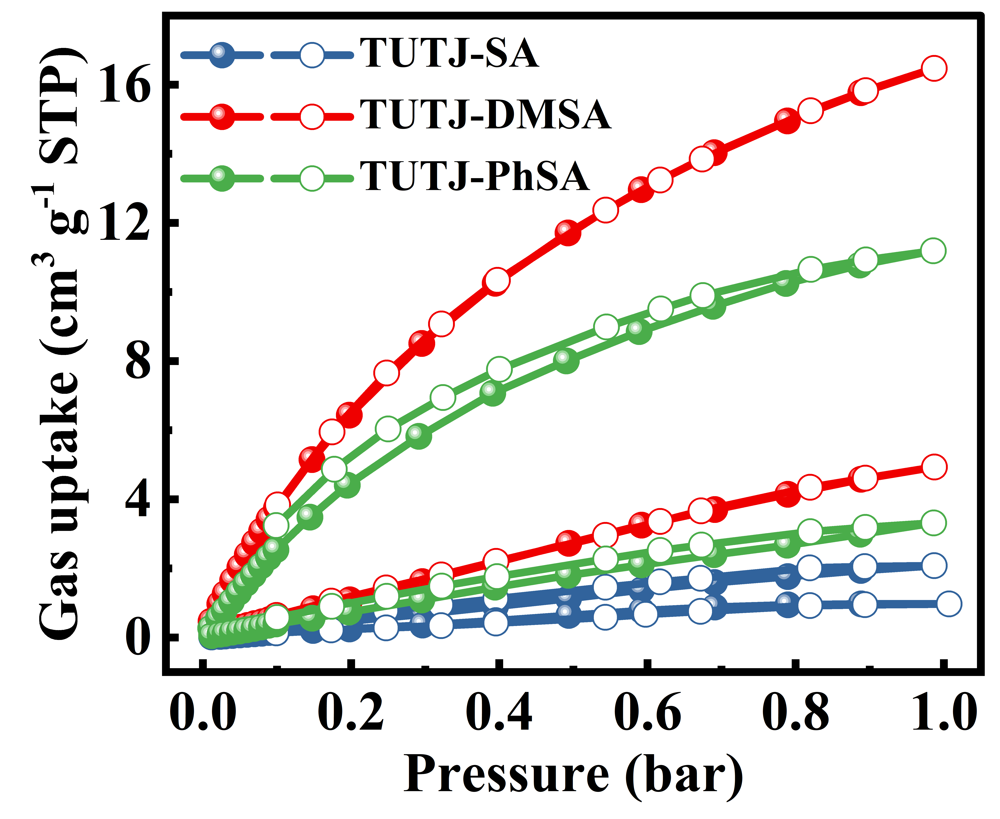 Gas uptake (cm³ g⁻¹ STP)
16
12
8
4
0
TUTJ-SA
TUTJ-DMSA
TUTJ-PhSA
0.0 0.2 0.4 0.6 0.8 1.0
Pressure (bar)